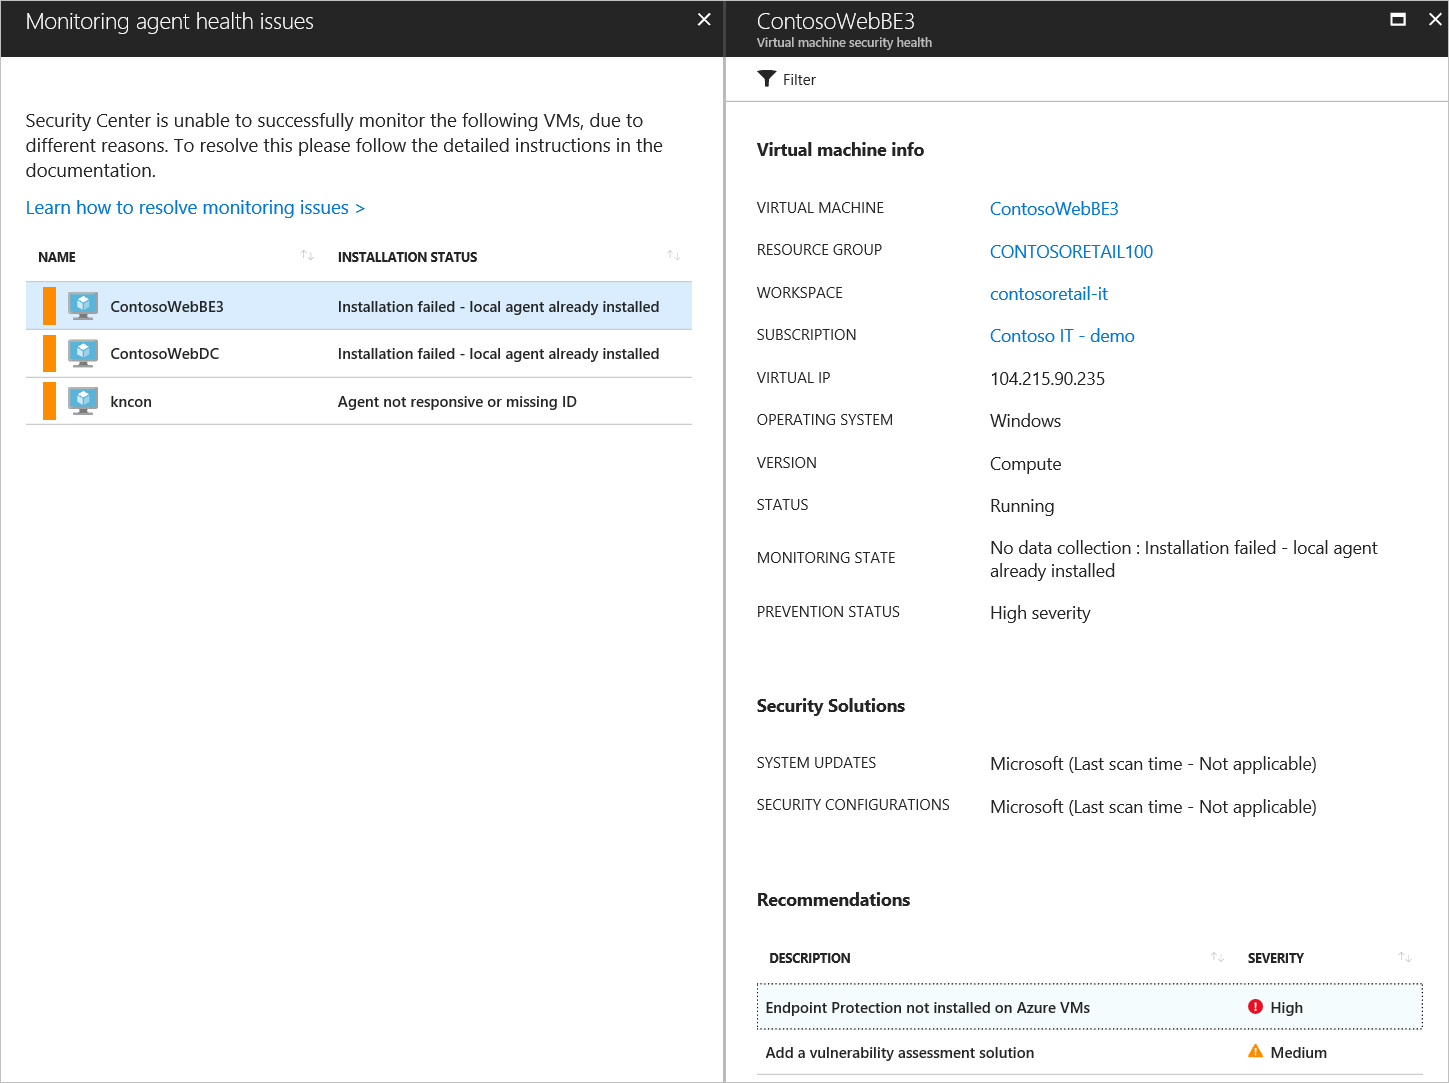 Monitoring agent health issues
Security Center is unable to successfully monitor the following VMs, due to
different reasons. To resolve this please follow the detailed instructions in the
documentation.
Learn how to resolve monitoring issues >
NAME INSTALLATION STATUS
ContosoWebBE3 Installation failed - local agent already installed
ContosoWebDC Installation failed - local agent already installed
kncon Agent not responsive or missing ID
ContosoWebBE3
Virtual machine security health
Filter
Virtual machine info
VIRTUAL MACHINE ContosoWebBE3
RESOURCE GROUP CONTOSORETAIL100
WORKSPACE contosoretail-it
SUBSCRIPTION Contoso IT - demo
VIRTUAL IP 104.215.90.235
OPERATING SYSTEM Windows
VERSION Compute
STATUS Running
MONITORING STATE No data collection : Installation failed - local agent
already installed
PREVENTION STATUS High severity
Security Solutions
SYSTEM UPDATES Microsoft (Last scan time - Not applicable)
SECURITY CONFIGURATIONS Microsoft (Last scan time - Not applicable)
Recommendations
DESCRIPTION SEVERITY
Endpoint Protection not installed on Azure VMs High
Add a vulnerability assessment solution Medium